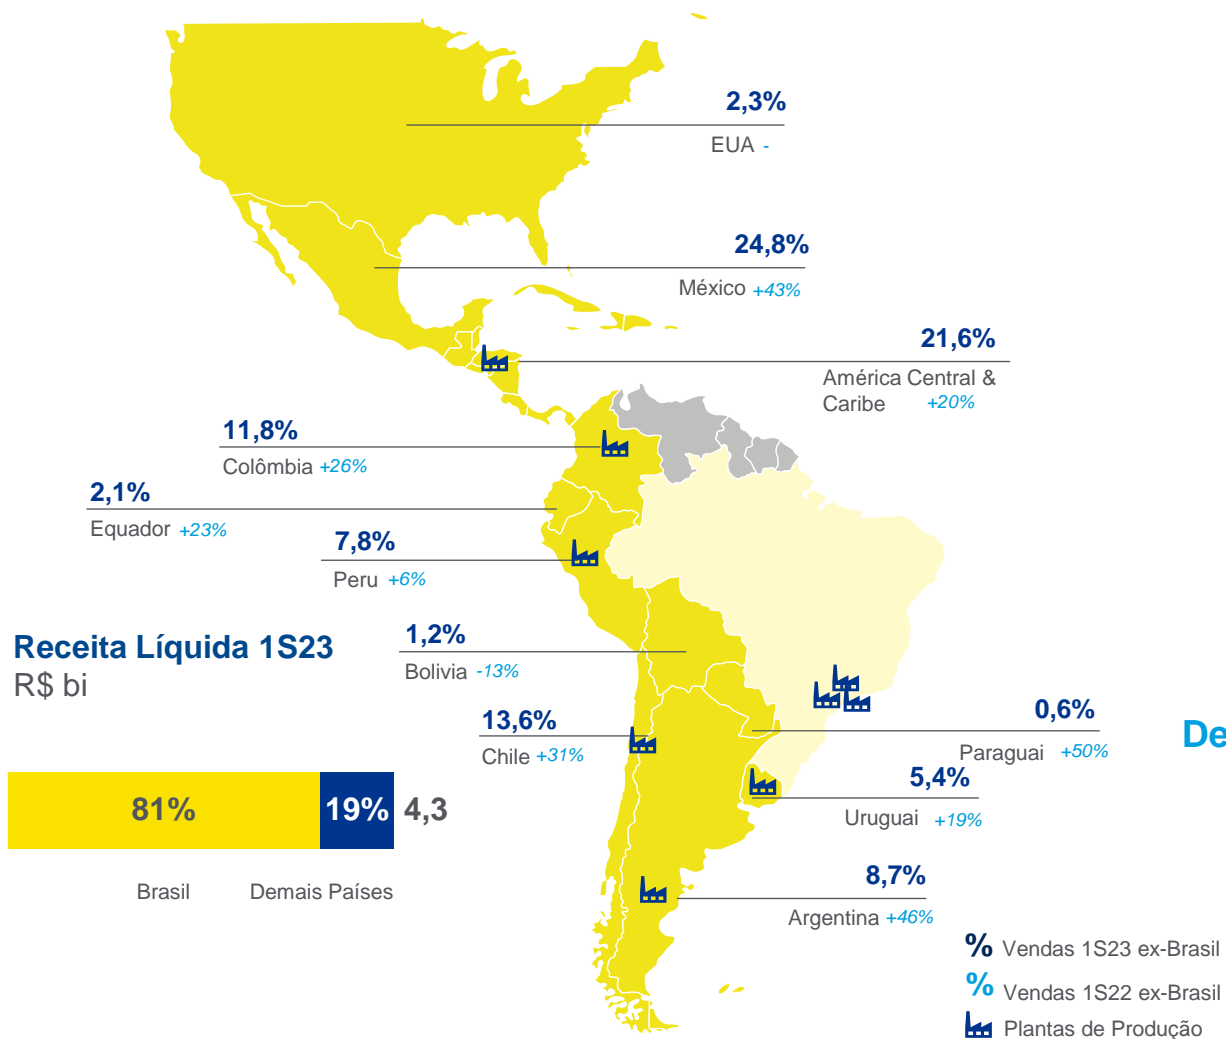 2,3%
EUA -
24,8%
México +43%
21,6%
América Central &
Caribe +20%
11,8%
Colômbia +26%
2,1%
Equador +23%
7,8%
Peru +6%
Receita Líquida 1S23
R$ bi
1,2%
Bolivia -13%
13,6%
Chile +31%
0,6%
Paraguai +50%
De
5,4%
Uruguai +19%
81% 19% 4,3
Brasil Demais Países
8,7%
Argentina +46%
% Vendas 1S23 ex-Brasil
% Vendas 1S22 ex-Brasil
Plantas de Produção